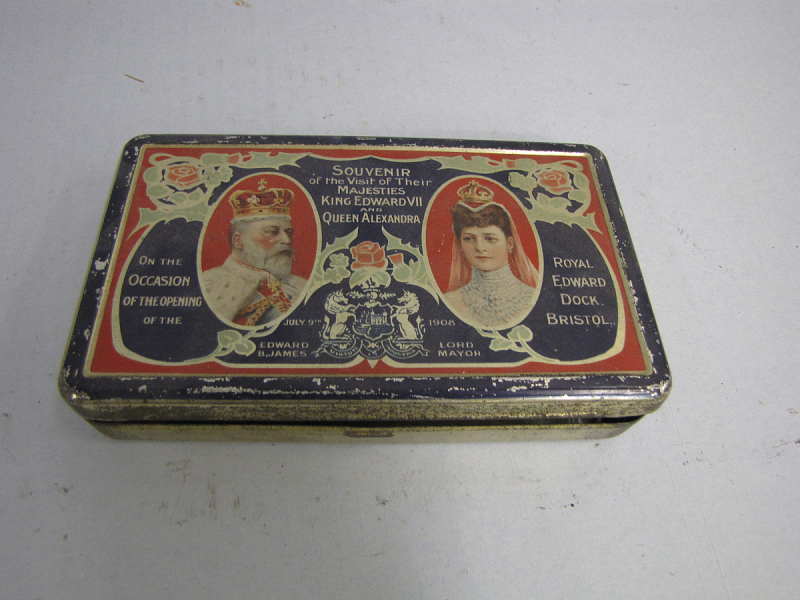 SOUVENIR
of the Visit of Their
MAJESTIES
KING EDWARD VII
AND
QUEEN ALEXANDRA
ON THE
OCCASION
OF THE OPENING
OF THE
ROYAL
EDWARD
DOCK.
BRISTOL.
JULY 9TH 1908
EDWARD
B. JAMES
LORD
MAYOR